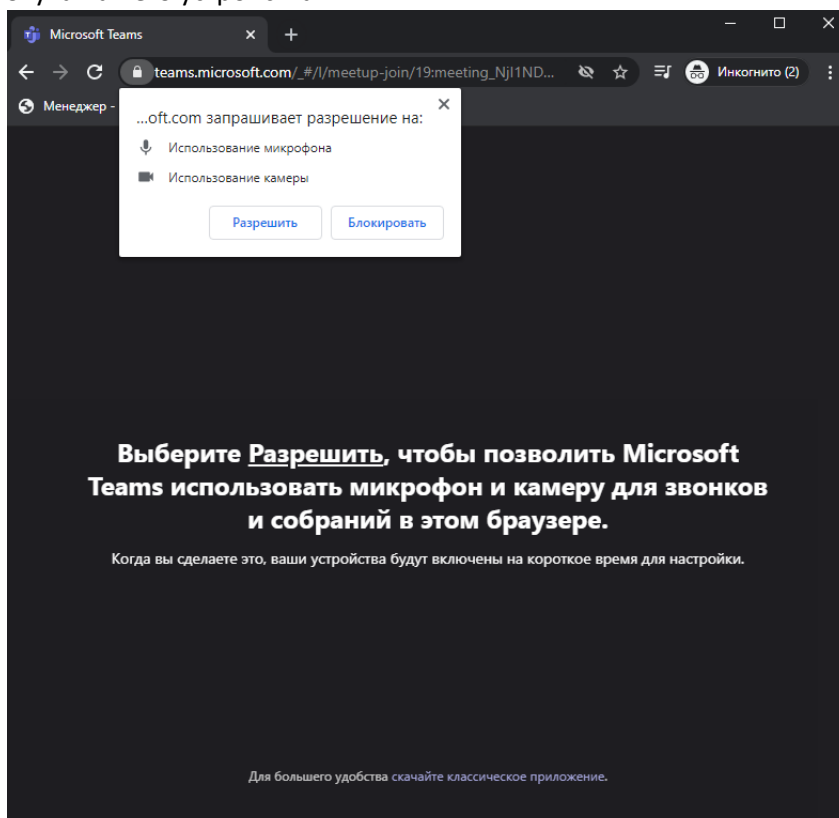 Microsoft Teams
teams.microsoft.com/_#/l/meetup-join/19:meeting_NjI1ND...
Инкогнито (2)
Менеджер -
...oft.com запрашивает разрешение на:
Использование микрофона
Использование камеры
Разрешить Блокировать
Выберите Разрешить, чтобы позволить Microsoft
Teams использовать микрофон и камеру для звонков
и собраний в этом браузере.
Когда вы сделаете это, ваши устройства будут включены на короткое время для настройки.
Для большего удобства скачайте классическое приложение.